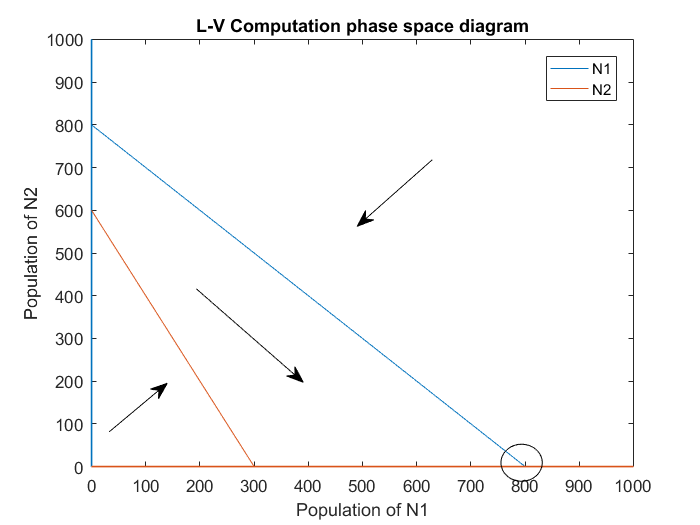 L-V Computation phase space diagram
N1
N2
1000
900
800
700
600
500
400
300
200
100
0
Population of N2
0 100 200 300 400 500 600 700 800 900 1000
Population of N1